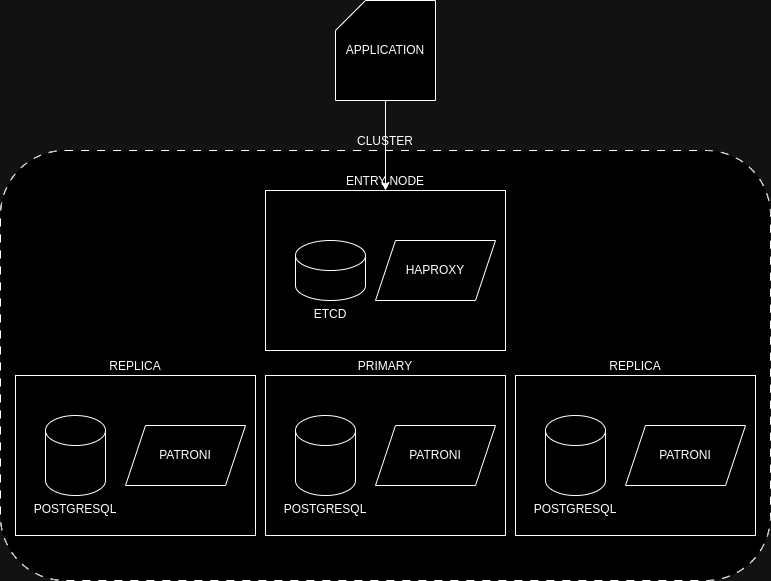 APPLICATION
CLUSTER
ENTRY NODE
HAPROXY
ETCD
REPLICA
PRIMARY
REPLICA
PATRONI
PATRONI
PATRONI
POSTGRESQL
POSTGRESQL
POSTGRESQL